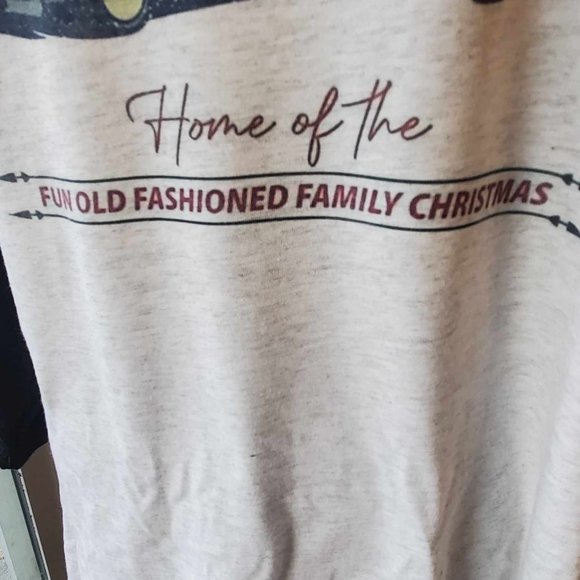 Home of the
FUN OLD FASHIONED FAMILY CHRISTMAS